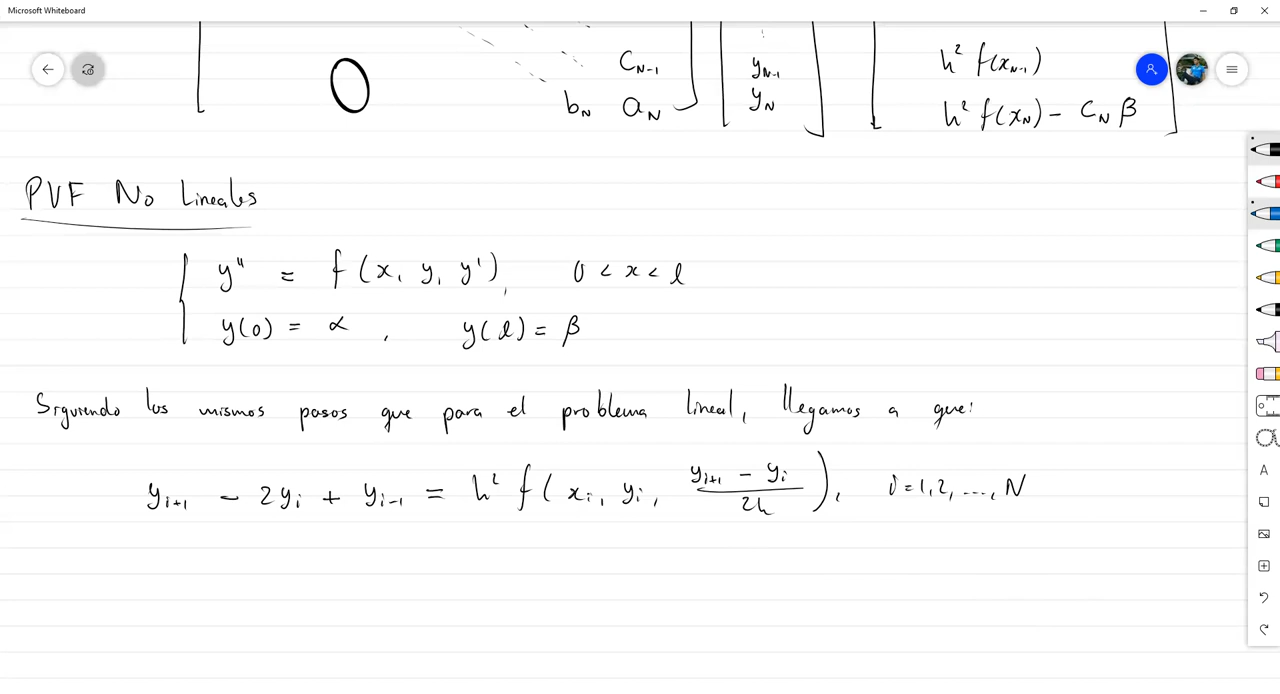 Microsoft Whiteboard
C_{N-1} y_{N-1} h² f(x_{N-1})
0 b_N a_N y_N h² f(x_N) - C_N β
PVF No Lineales
y'' = f(x, y, y'), 0 < x < l
y(0) = α, y(l) = β
Siguiendo los mismos pasos que para el problema lineal, llegamos a que:
y_{i+1} - 2y_i + y_{i-1} = h² f(x_i, y_i, (y_{i+1} - y_i)/2h), i = 1, 2, ..., N
A